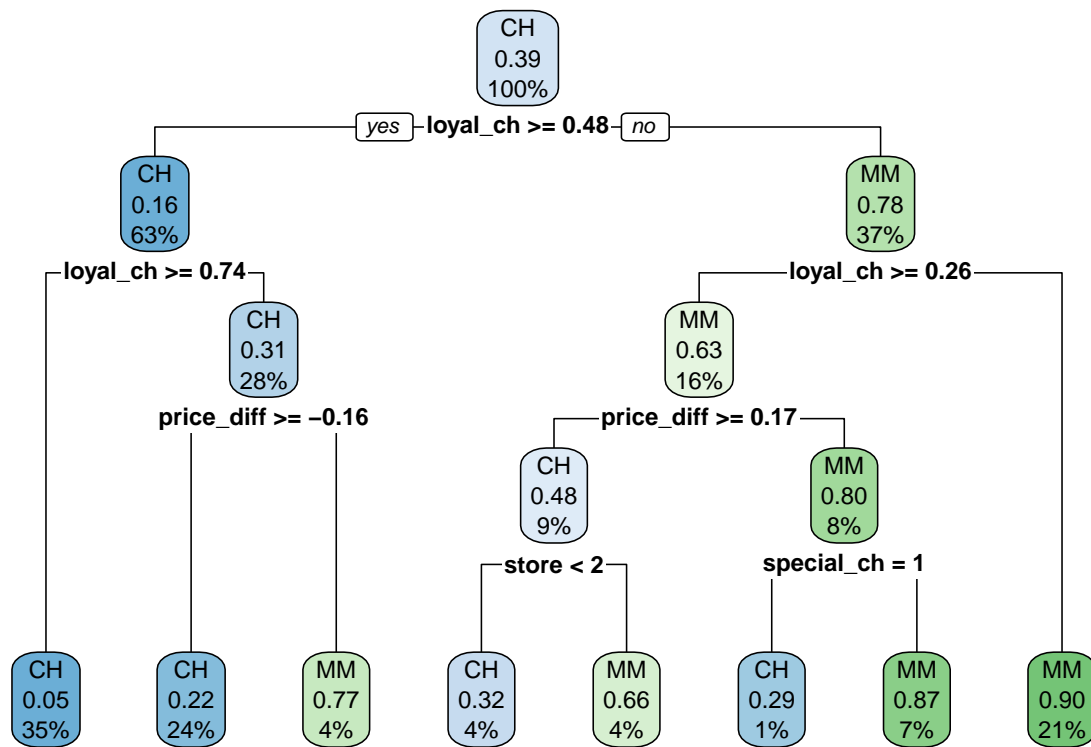 CH
0.39
100%
yes loyal_ch >= 0.48 no
CH
0.16
63%
MM
0.78
37%
loyal_ch >= 0.74
loyal_ch >= 0.26
CH
0.31
28%
MM
0.63
16%
price_diff >= −0.16
price_diff >= 0.17
CH
0.48
9%
MM
0.80
8%
store < 2
special_ch = 1
CH
0.05
35%
CH
0.22
24%
MM
0.77
4%
CH
0.32
4%
MM
0.66
4%
CH
0.29
1%
MM
0.87
7%
MM
0.90
21%